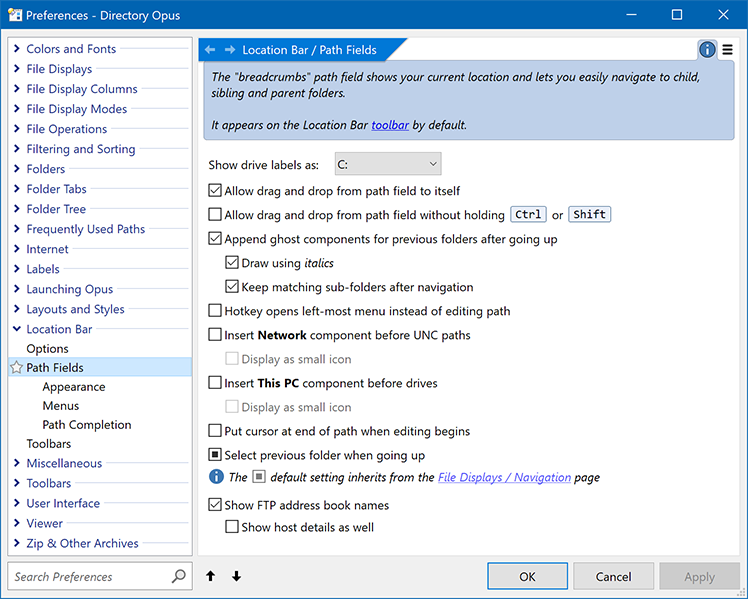 Preferences - Directory Opus
Colors and Fonts
File Displays
File Display Columns
File Display Modes
File Operations
Filtering and Sorting
Folders
Folder Tabs
Folder Tree
Frequently Used Paths
Internet
Labels
Launching Opus
Layouts and Styles
Location Bar
Options
Path Fields
Appearance
Menus
Path Completion
Toolbars
Miscellaneous
Toolbars
User Interface
Viewer
Zip & Other Archives
Search Preferences
Location Bar / Path Fields
The "breadcrumbs" path field shows your current location and lets you easily navigate to child,
sibling and parent folders.
It appears on the Location Bar toolbar by default.
Show drive labels as: C:
Allow drag and drop from path field to itself
Allow drag and drop from path field without holding Ctrl or Shift
Append ghost components for previous folders after going up
Draw using italics
Keep matching sub-folders after navigation
Hotkey opens left-most menu instead of editing path
Insert Network component before UNC paths
Display as small icon
Insert This PC component before drives
Display as small icon
Put cursor at end of path when editing begins
Select previous folder when going up
The default setting inherits from the File Displays / Navigation page
Show FTP address book names
Show host details as well
OK Cancel Apply